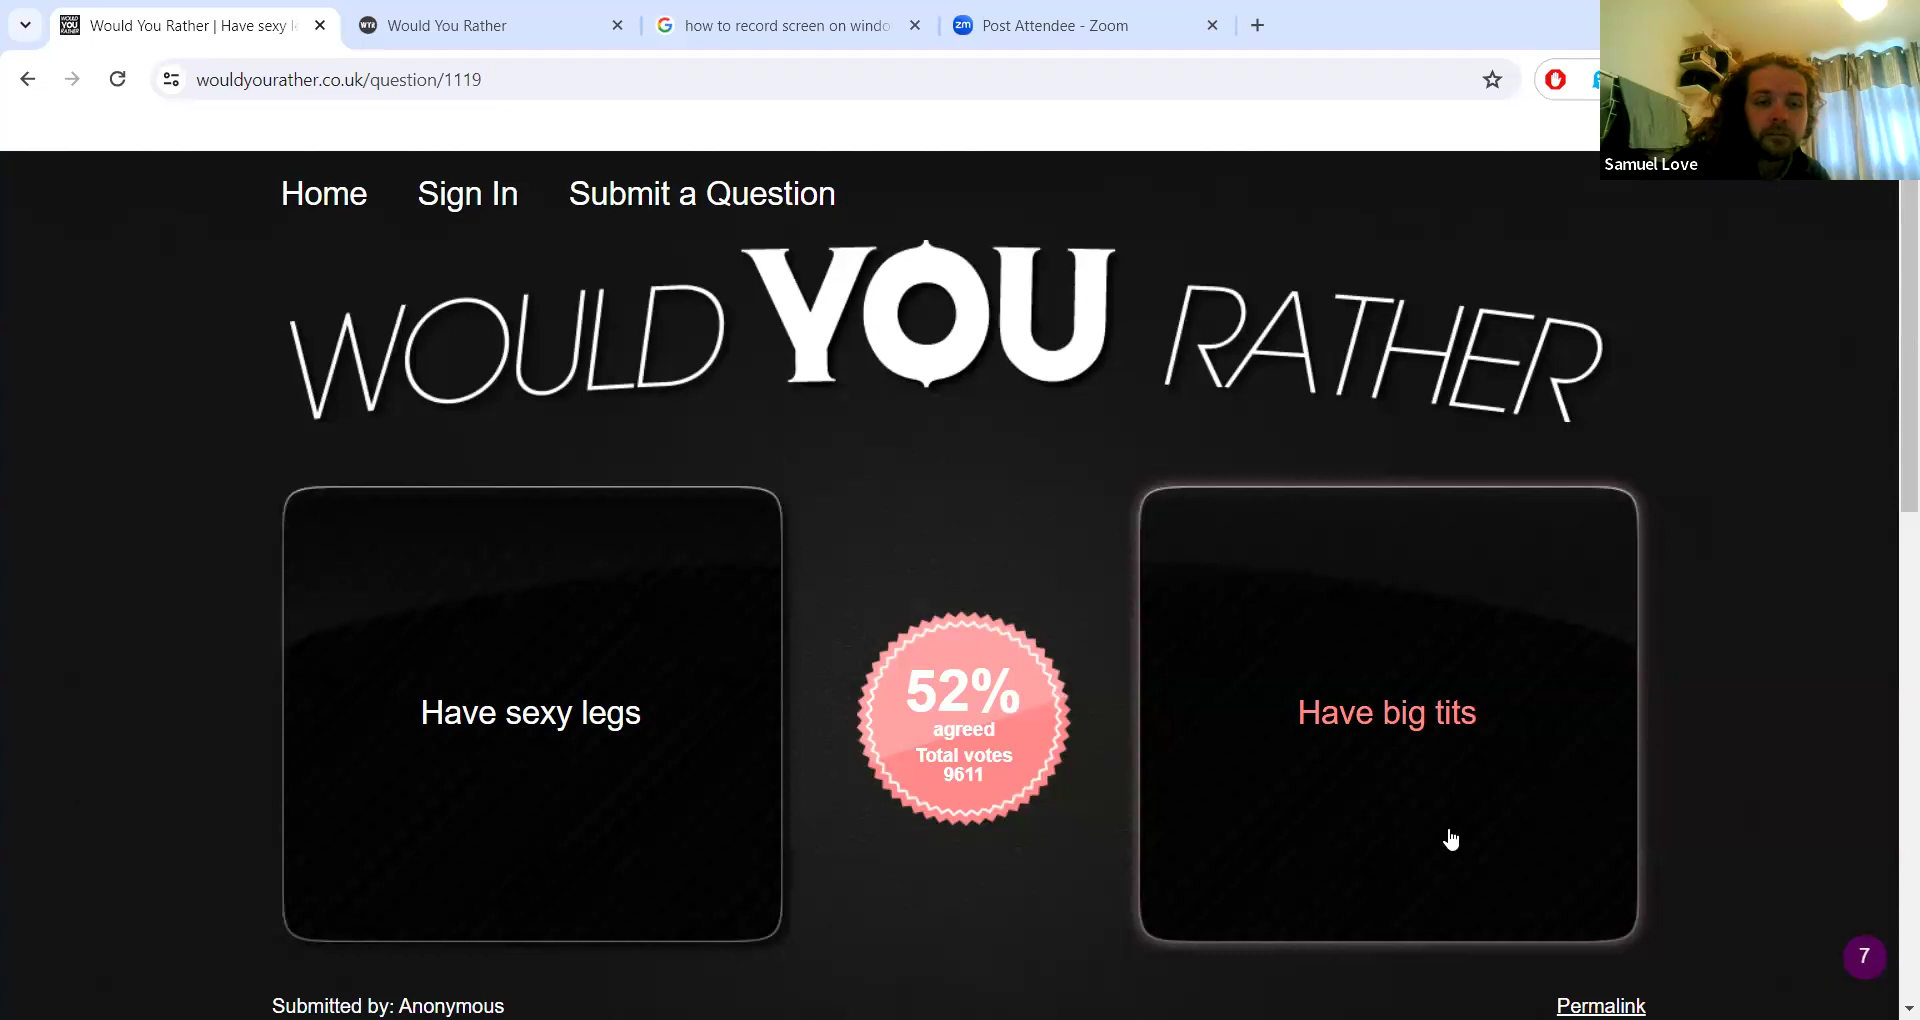 Would You Rather | Have sexy le
Would You Rather
how to record screen on windo
zm Post Attendee - Zoom
wouldyourather.co.uk/question/1119
Samuel Love
Home Sign In Submit a Question
WOULD YOU RATHER
Have sexy legs
52%
agreed
Total votes
9611
Have big tits
7
Submitted by: Anonymous
Permalink